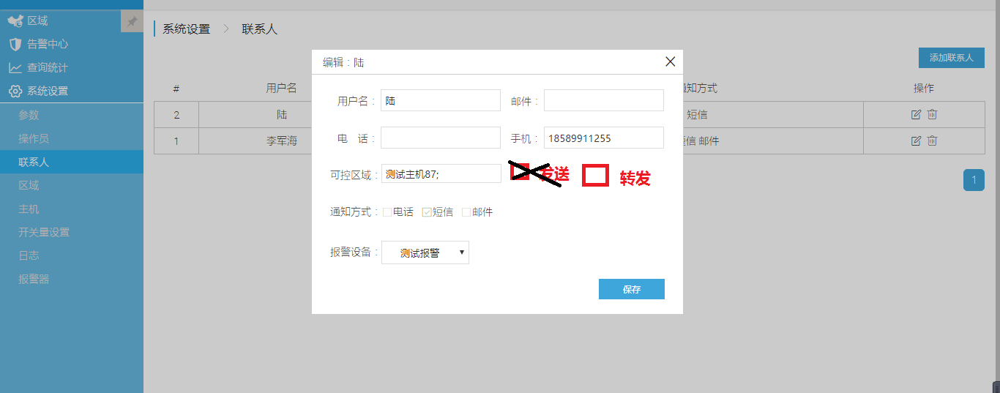 区域
告警中心
查询统计
系统设置
参数
操作员
联系人
区域
主机
开关量设置
日志
报警器
系统设置 > 联系人
添加联系人
# 用户名 通知方式 操作
2 陆 短信
1 李军海 短信 邮件
1
编辑：陆
用户名： 陆 邮件：
电 话： 手机： 18589911255
可控区域： 测试主机87; 发送 转发
通知方式： 电话 短信 邮件
报警设备： 测试报警
保存